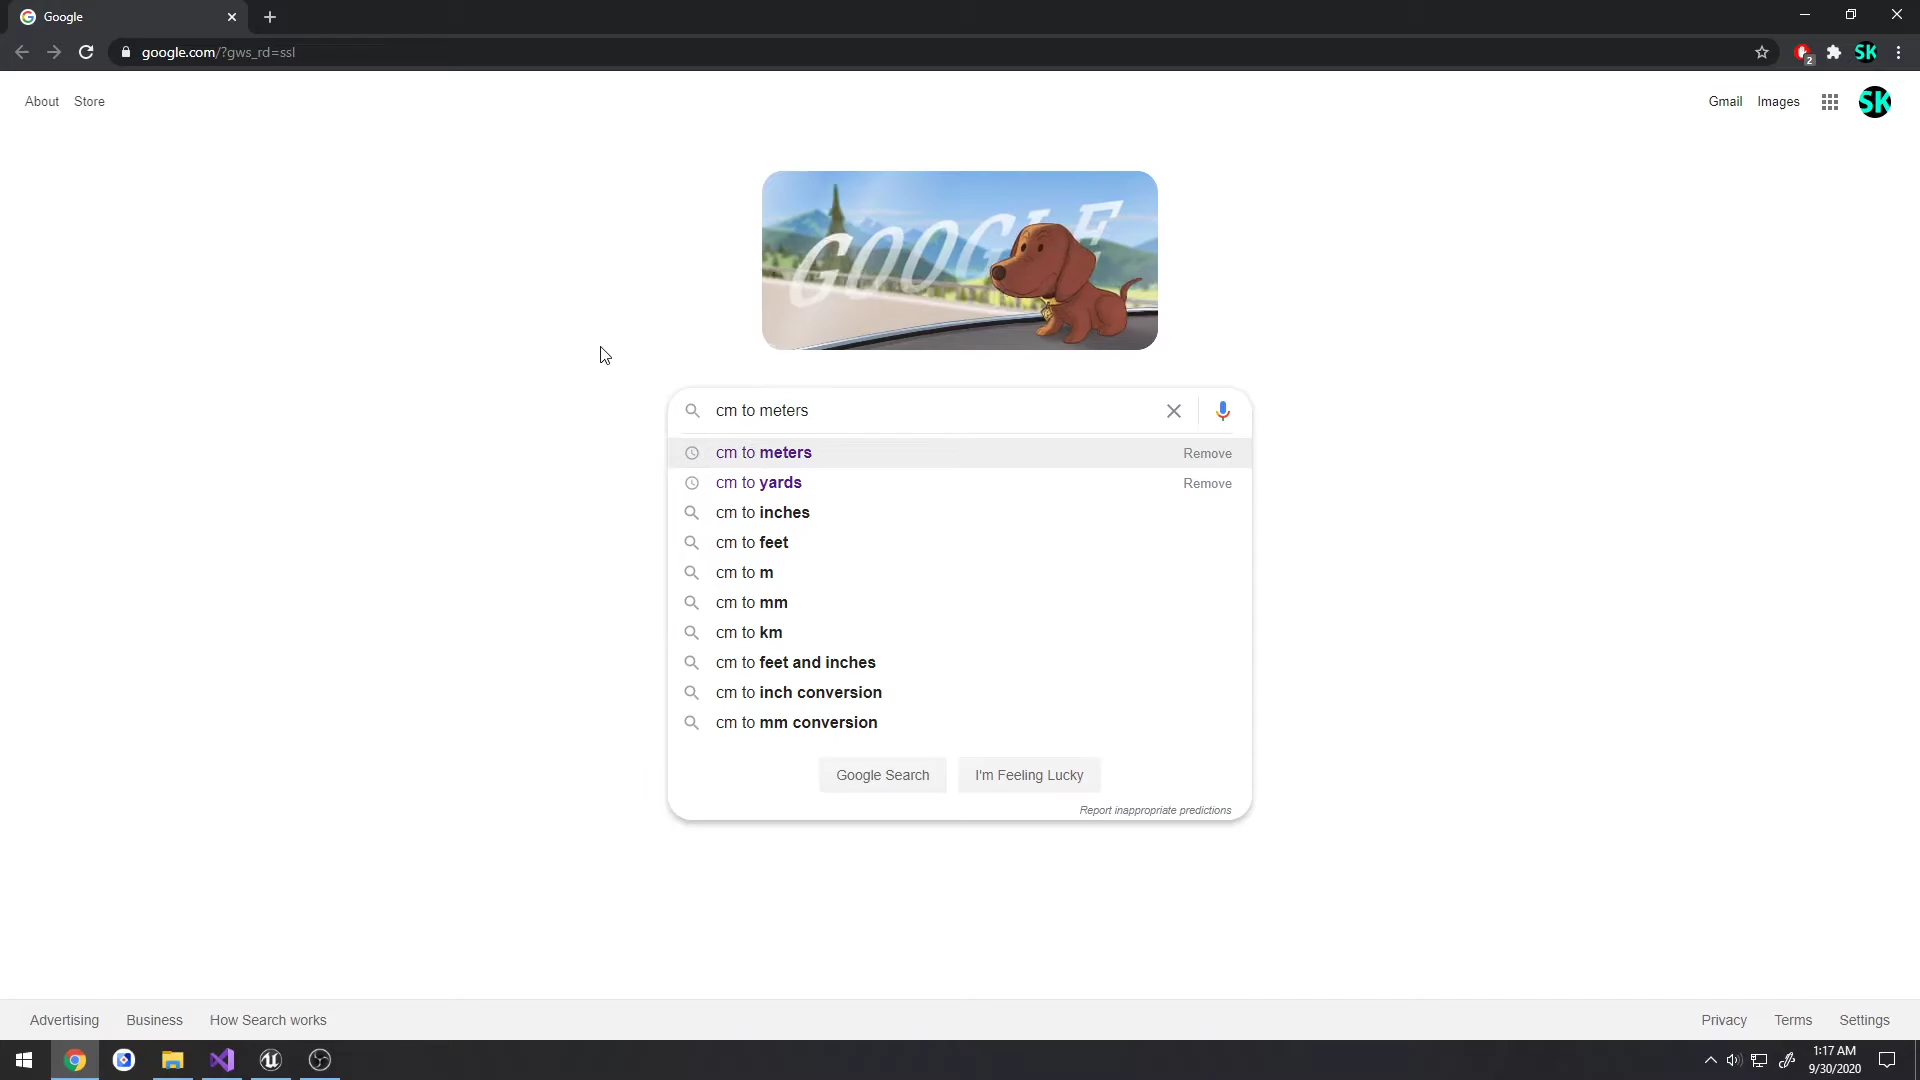 Google
google.com/?gws_rd=ssl
2
SK
About Store
Gmail Images
SK
GOOGLE
cm to meters
cm to meters Remove
cm to yards Remove
cm to inches
cm to feet
cm to m
cm to mm
cm to km
cm to feet and inches
cm to inch conversion
cm to mm conversion
Google Search I'm Feeling Lucky
Report inappropriate predictions
Advertising Business How Search works
Privacy Terms Settings
1:17 AM
9/30/2020